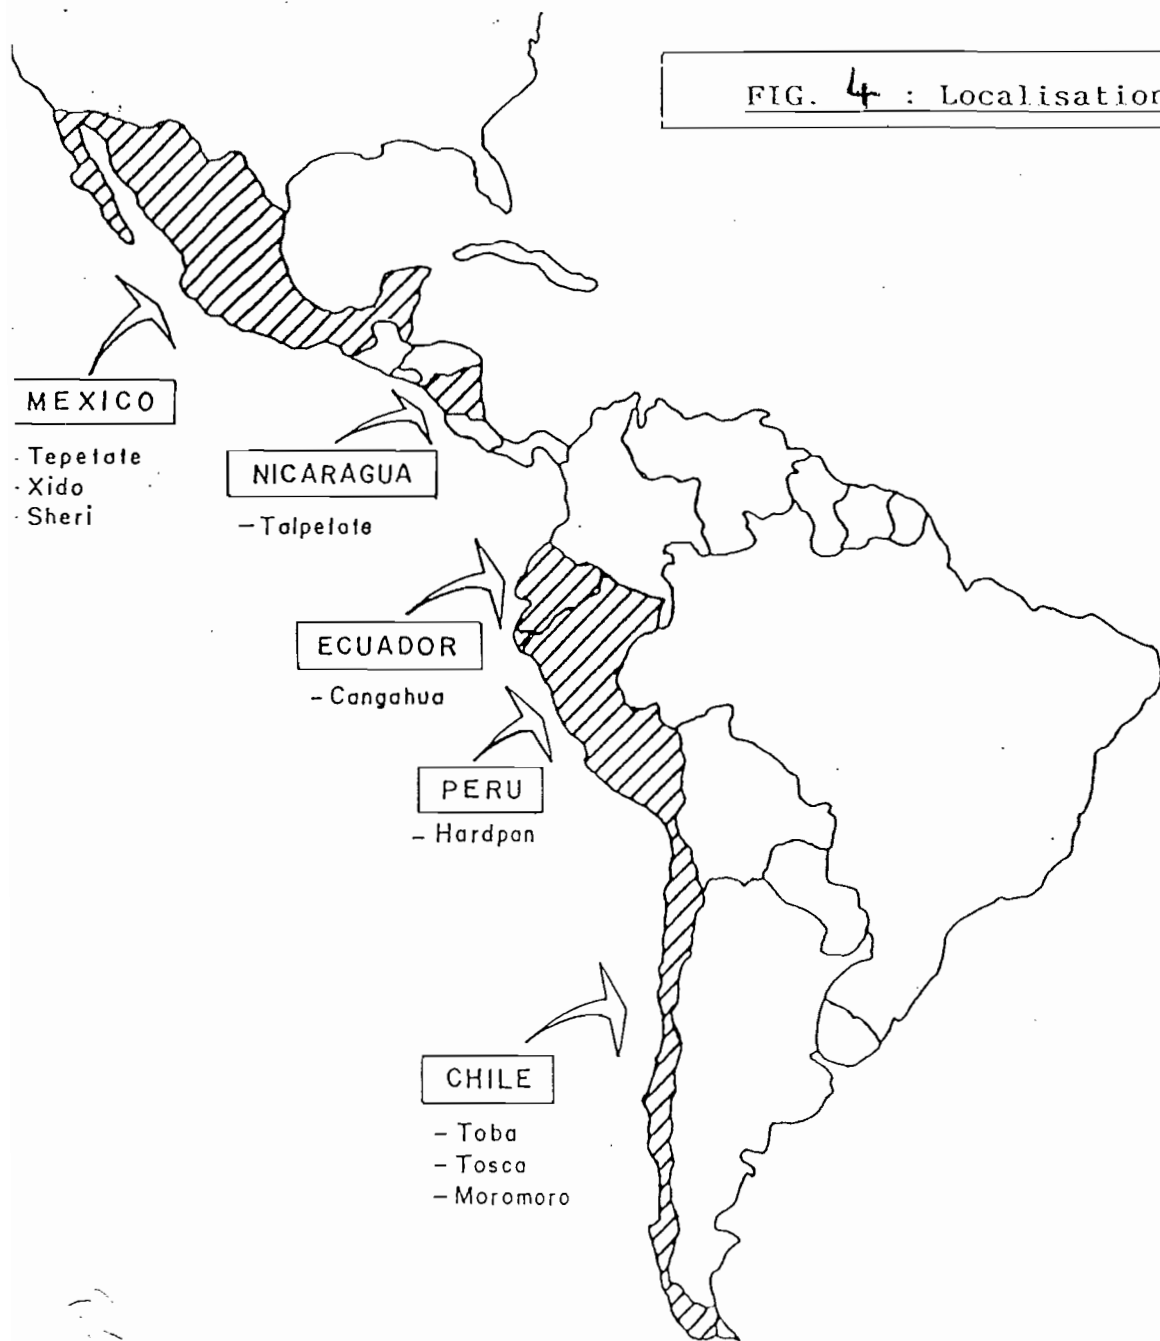 FIG. 4 : Localisation
MEXICO
- Tepetate
- Xido
- Sheri
NICARAGUA
- Talpetate
ECUADOR
- Cangahua
PERU
- Hardpan
CHILE
- Toba
- Tosca
- Moromoro